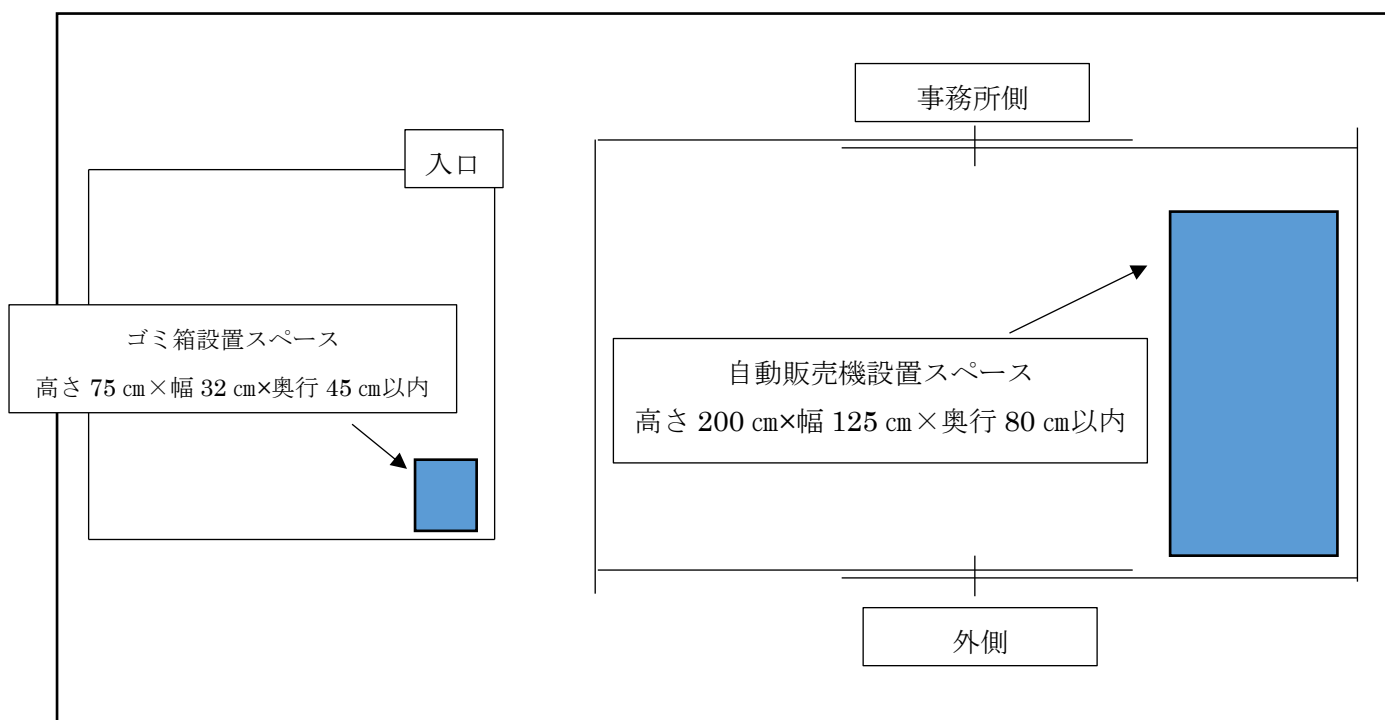 事務所側
入口
ゴミ箱設置スペース
高さ 75 ㎝×幅 32 ㎝×奥行 45 ㎝以内
自動販売機設置スペース
高さ 200 ㎝×幅 125 ㎝×奥行 80 ㎝以内
外側